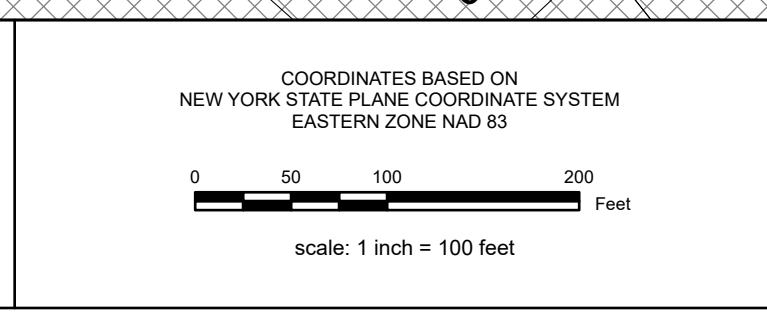 COORDINATES BASED ON
NEW YORK STATE PLANE COORDINATE SYSTEM
EASTERN ZONE NAD 83
0 50 100 200
Feet
scale: 1 inch = 100 feet